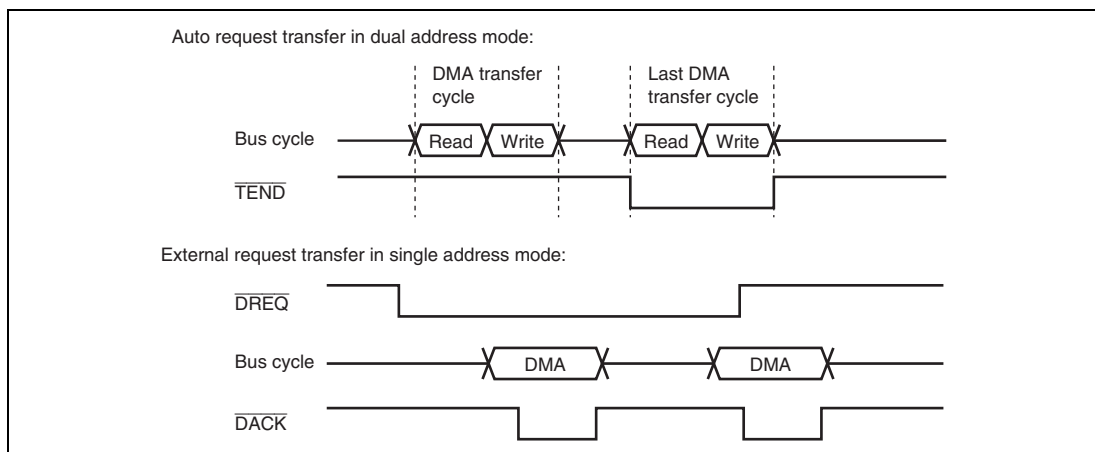 Auto request transfer in dual address mode:
DMA transfer
cycle
Last DMA
transfer cycle
Bus cycle
Read
Write
Read
Write
TEND
External request transfer in single address mode:
DREQ
Bus cycle
DMA
DMA
DACK